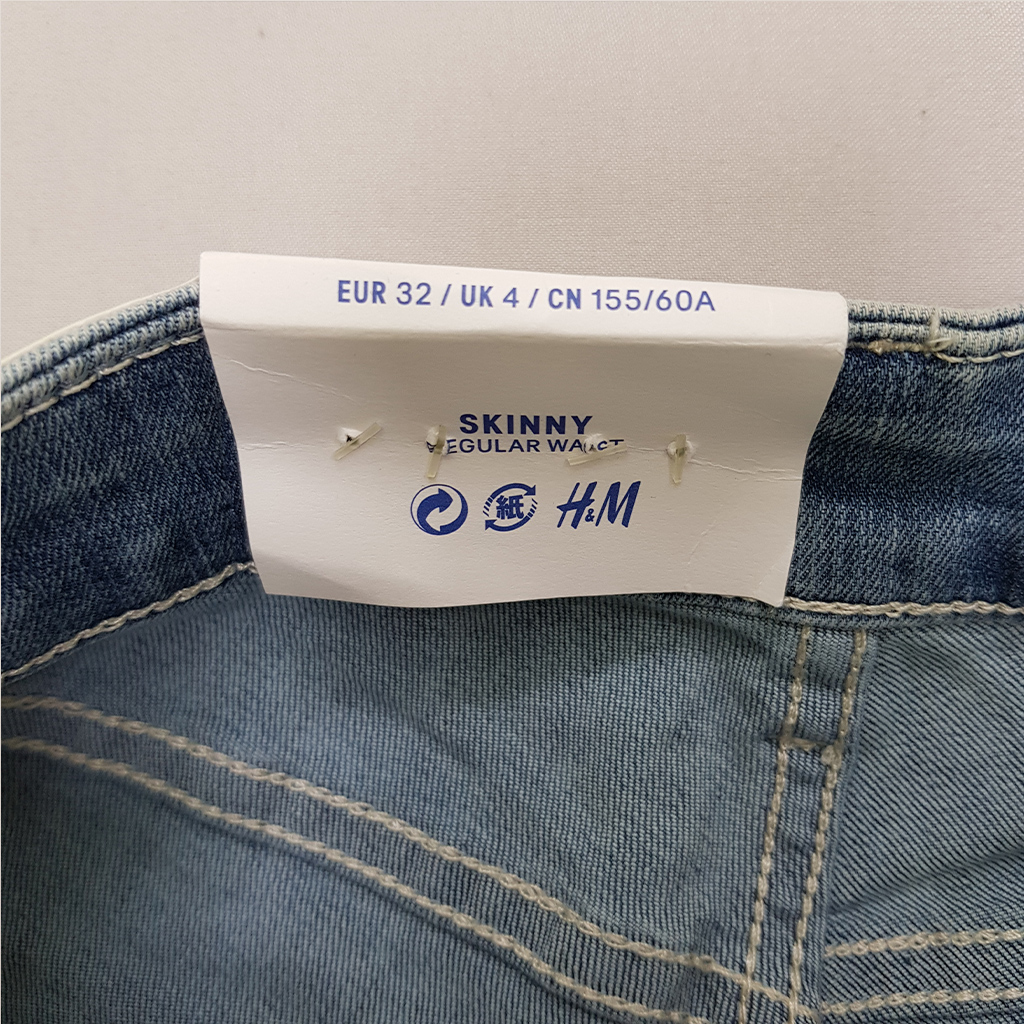 EUR 32 / UK 4 / CN 155/60A
SKINNY
REGULAR WAIST
紙 H&M